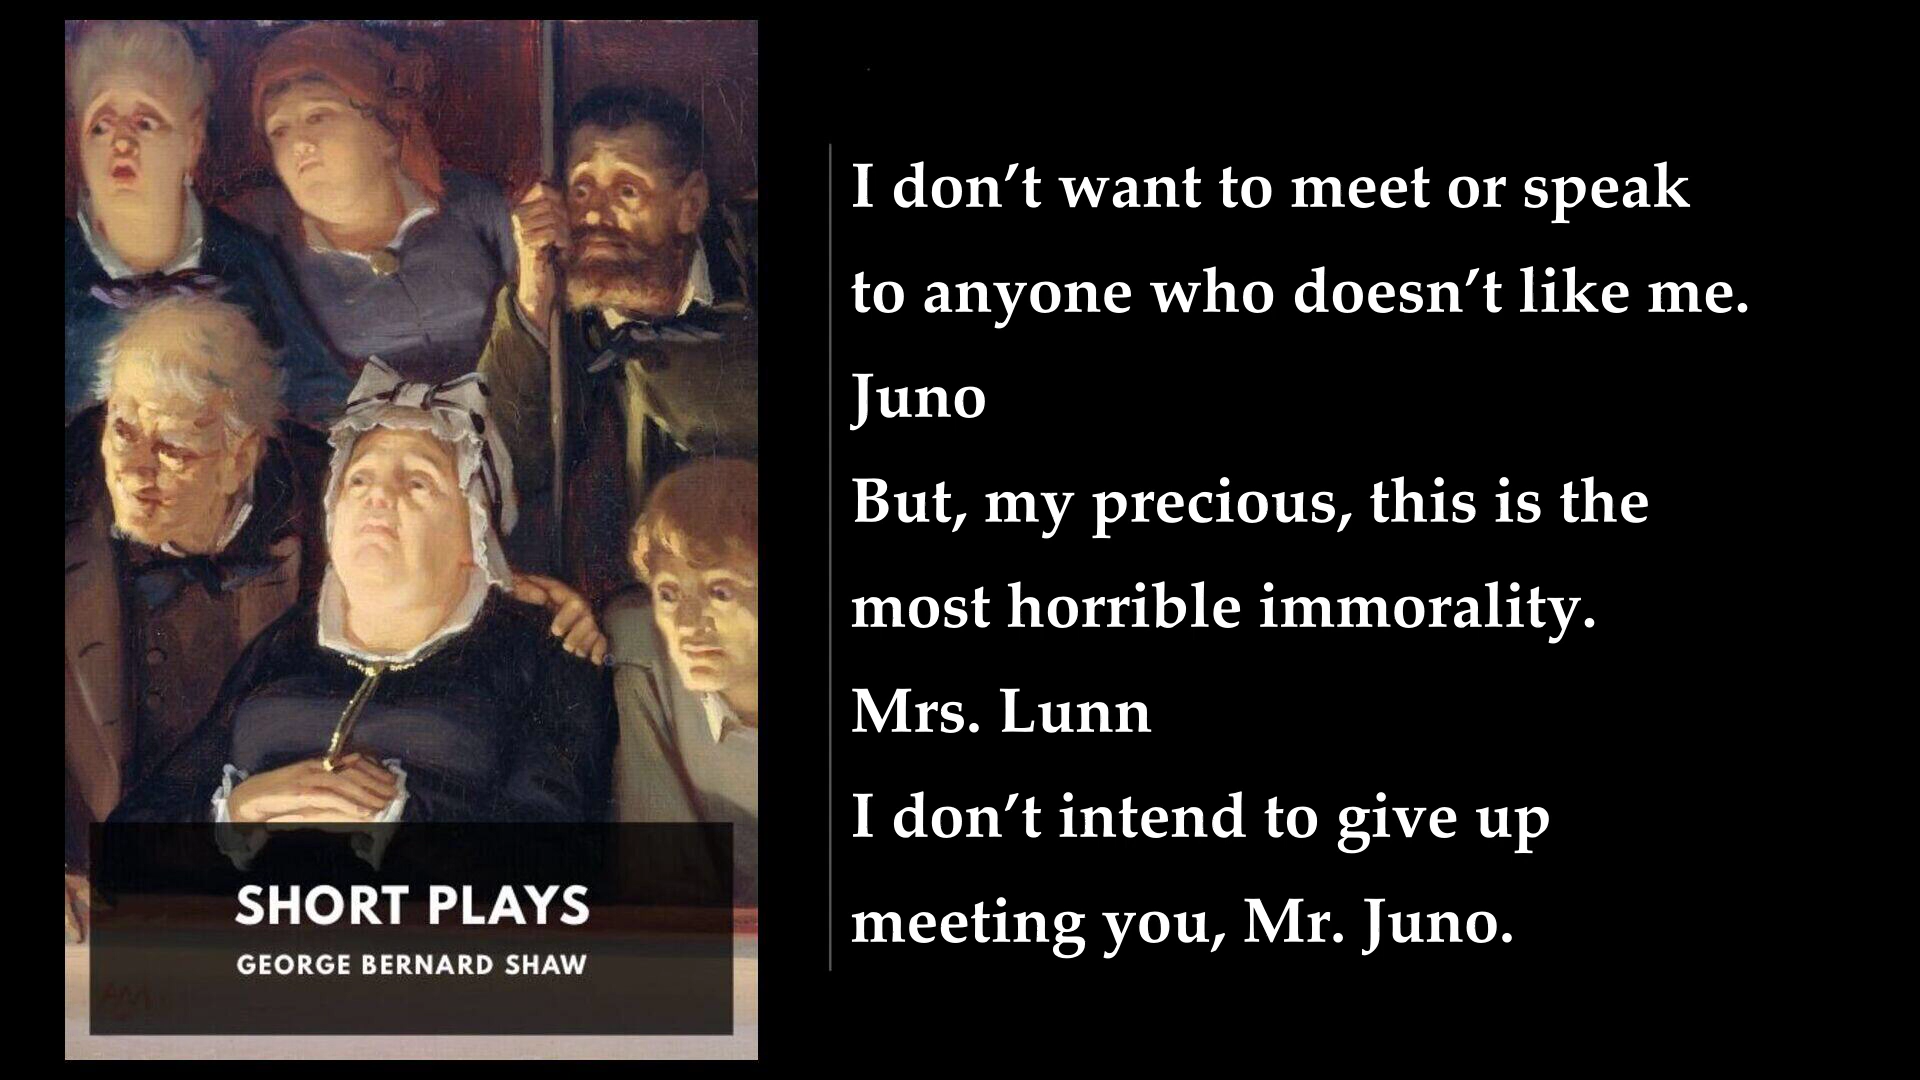 SHORT PLAYS
GEORGE BERNARD SHAW
I don’t want to meet or speak
to anyone who doesn’t like me.
Juno
But, my precious, this is the
most horrible immorality.
Mrs. Lunn
I don’t intend to give up
meeting you, Mr. Juno.